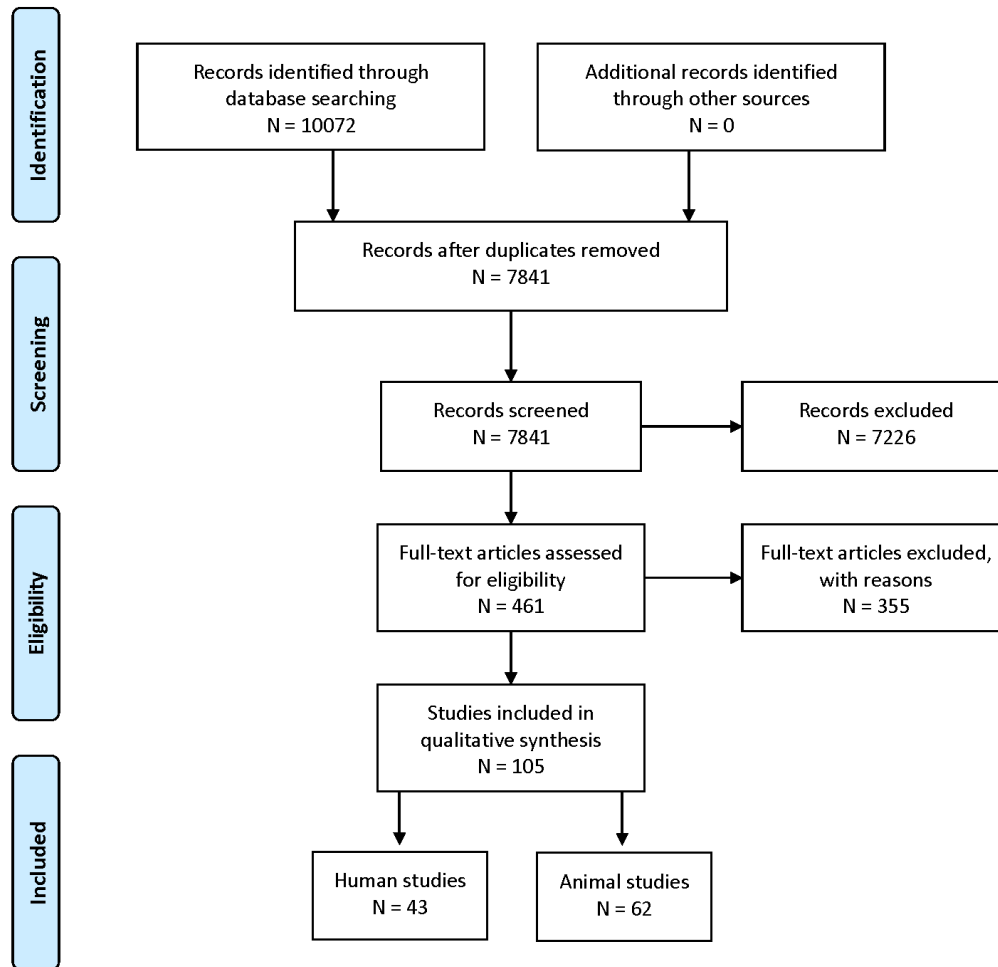 Identification
Records identified through
database searching
N = 10072
Additional records identified
through other sources
N = 0
Screening
Records after duplicates removed
N = 7841
Records screened
N = 7841
Records excluded
N = 7226
Eligibility
Full-text articles assessed
for eligibility
N = 461
Full-text articles excluded,
with reasons
N = 355
Studies included in
qualitative synthesis
N = 105
Included
Human studies
N = 43
Animal studies
N = 62